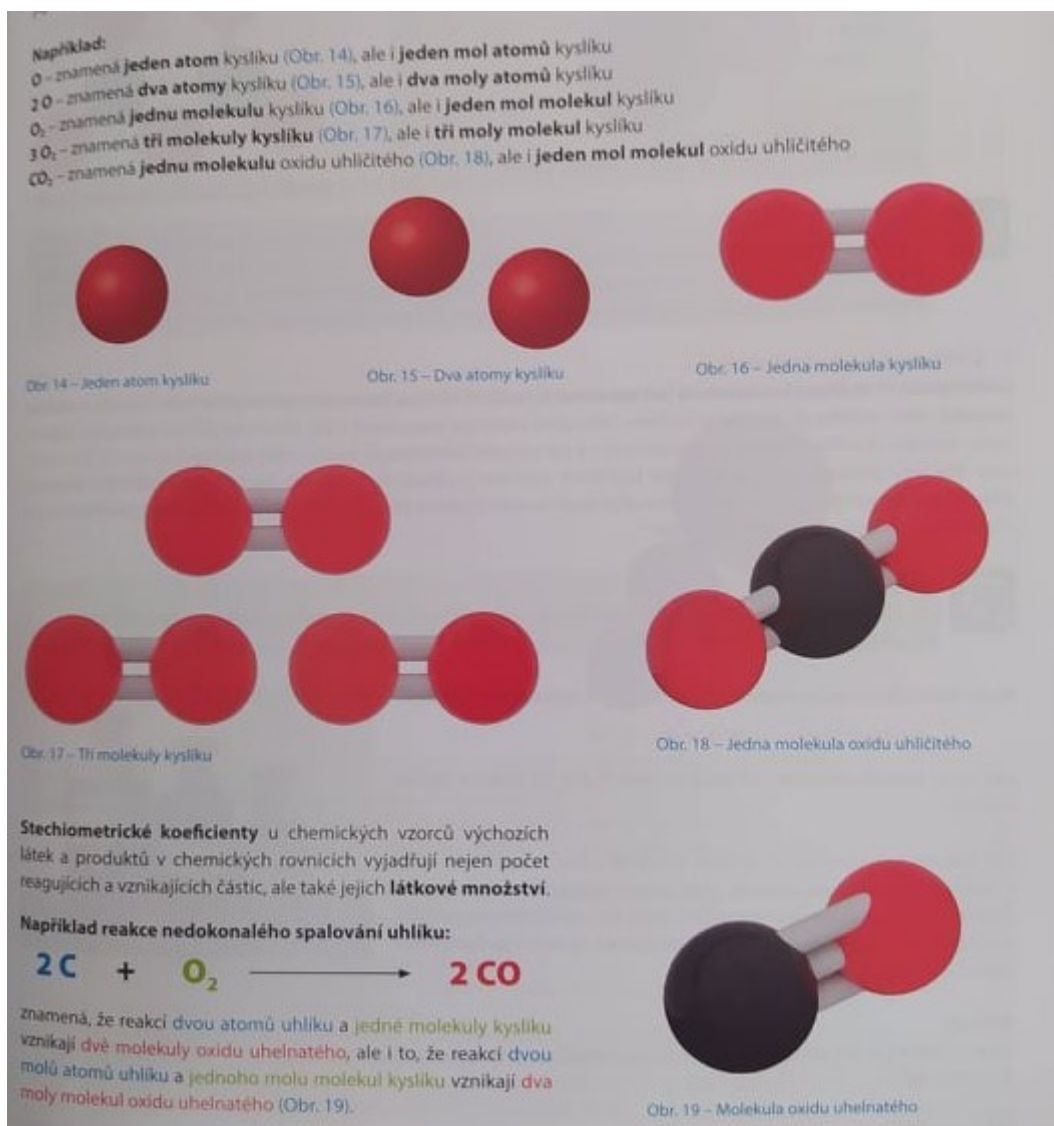 Například:
O – znamená jeden atom kyslíku (Obr. 14), ale i jeden mol atomů kyslíku
2 O – znamená dva atomy kyslíku (Obr. 15), ale i dva moly atomů kyslíku
O₂ – znamená jednu molekulu kyslíku (Obr. 16), ale i jeden mol molekul kyslíku
3 O₂ – znamená tři molekuly kyslíku (Obr. 17), ale i tři moly molekul kyslíku
CO₂ – znamená jednu molekulu oxidu uhličitého (Obr. 18), ale i jeden mol molekul oxidu uhličitého
Obr. 14 – Jeden atom kyslíku
Obr. 15 – Dva atomy kyslíku
Obr. 16 – Jedna molekula kyslíku
Obr. 17 – Tři molekuly kyslíku
Obr. 18 – Jedna molekula oxidu uhličitého
Stechiometrické koeficienty u chemických vzorců výchozích
látek a produktů v chemických rovnicích vyjadřují nejen počet
reagujících a vznikajících částic, ale také jejich látkové množství.
Například reakce nedokonalého spalování uhlíku:
2 C + O₂ ⟶ 2 CO
znamená, že reakcí dvou atomů uhlíku a jedné molekuly kyslíku
vznikají dvě molekuly oxidu uhelnatého, ale i to, že reakcí dvou
molů atomů uhlíku a jednoho molu molekul kyslíku vznikají dva
moly molekul oxidu uhelnatého (Obr. 19).
Obr. 19 – Molekula oxidu uhelnatého